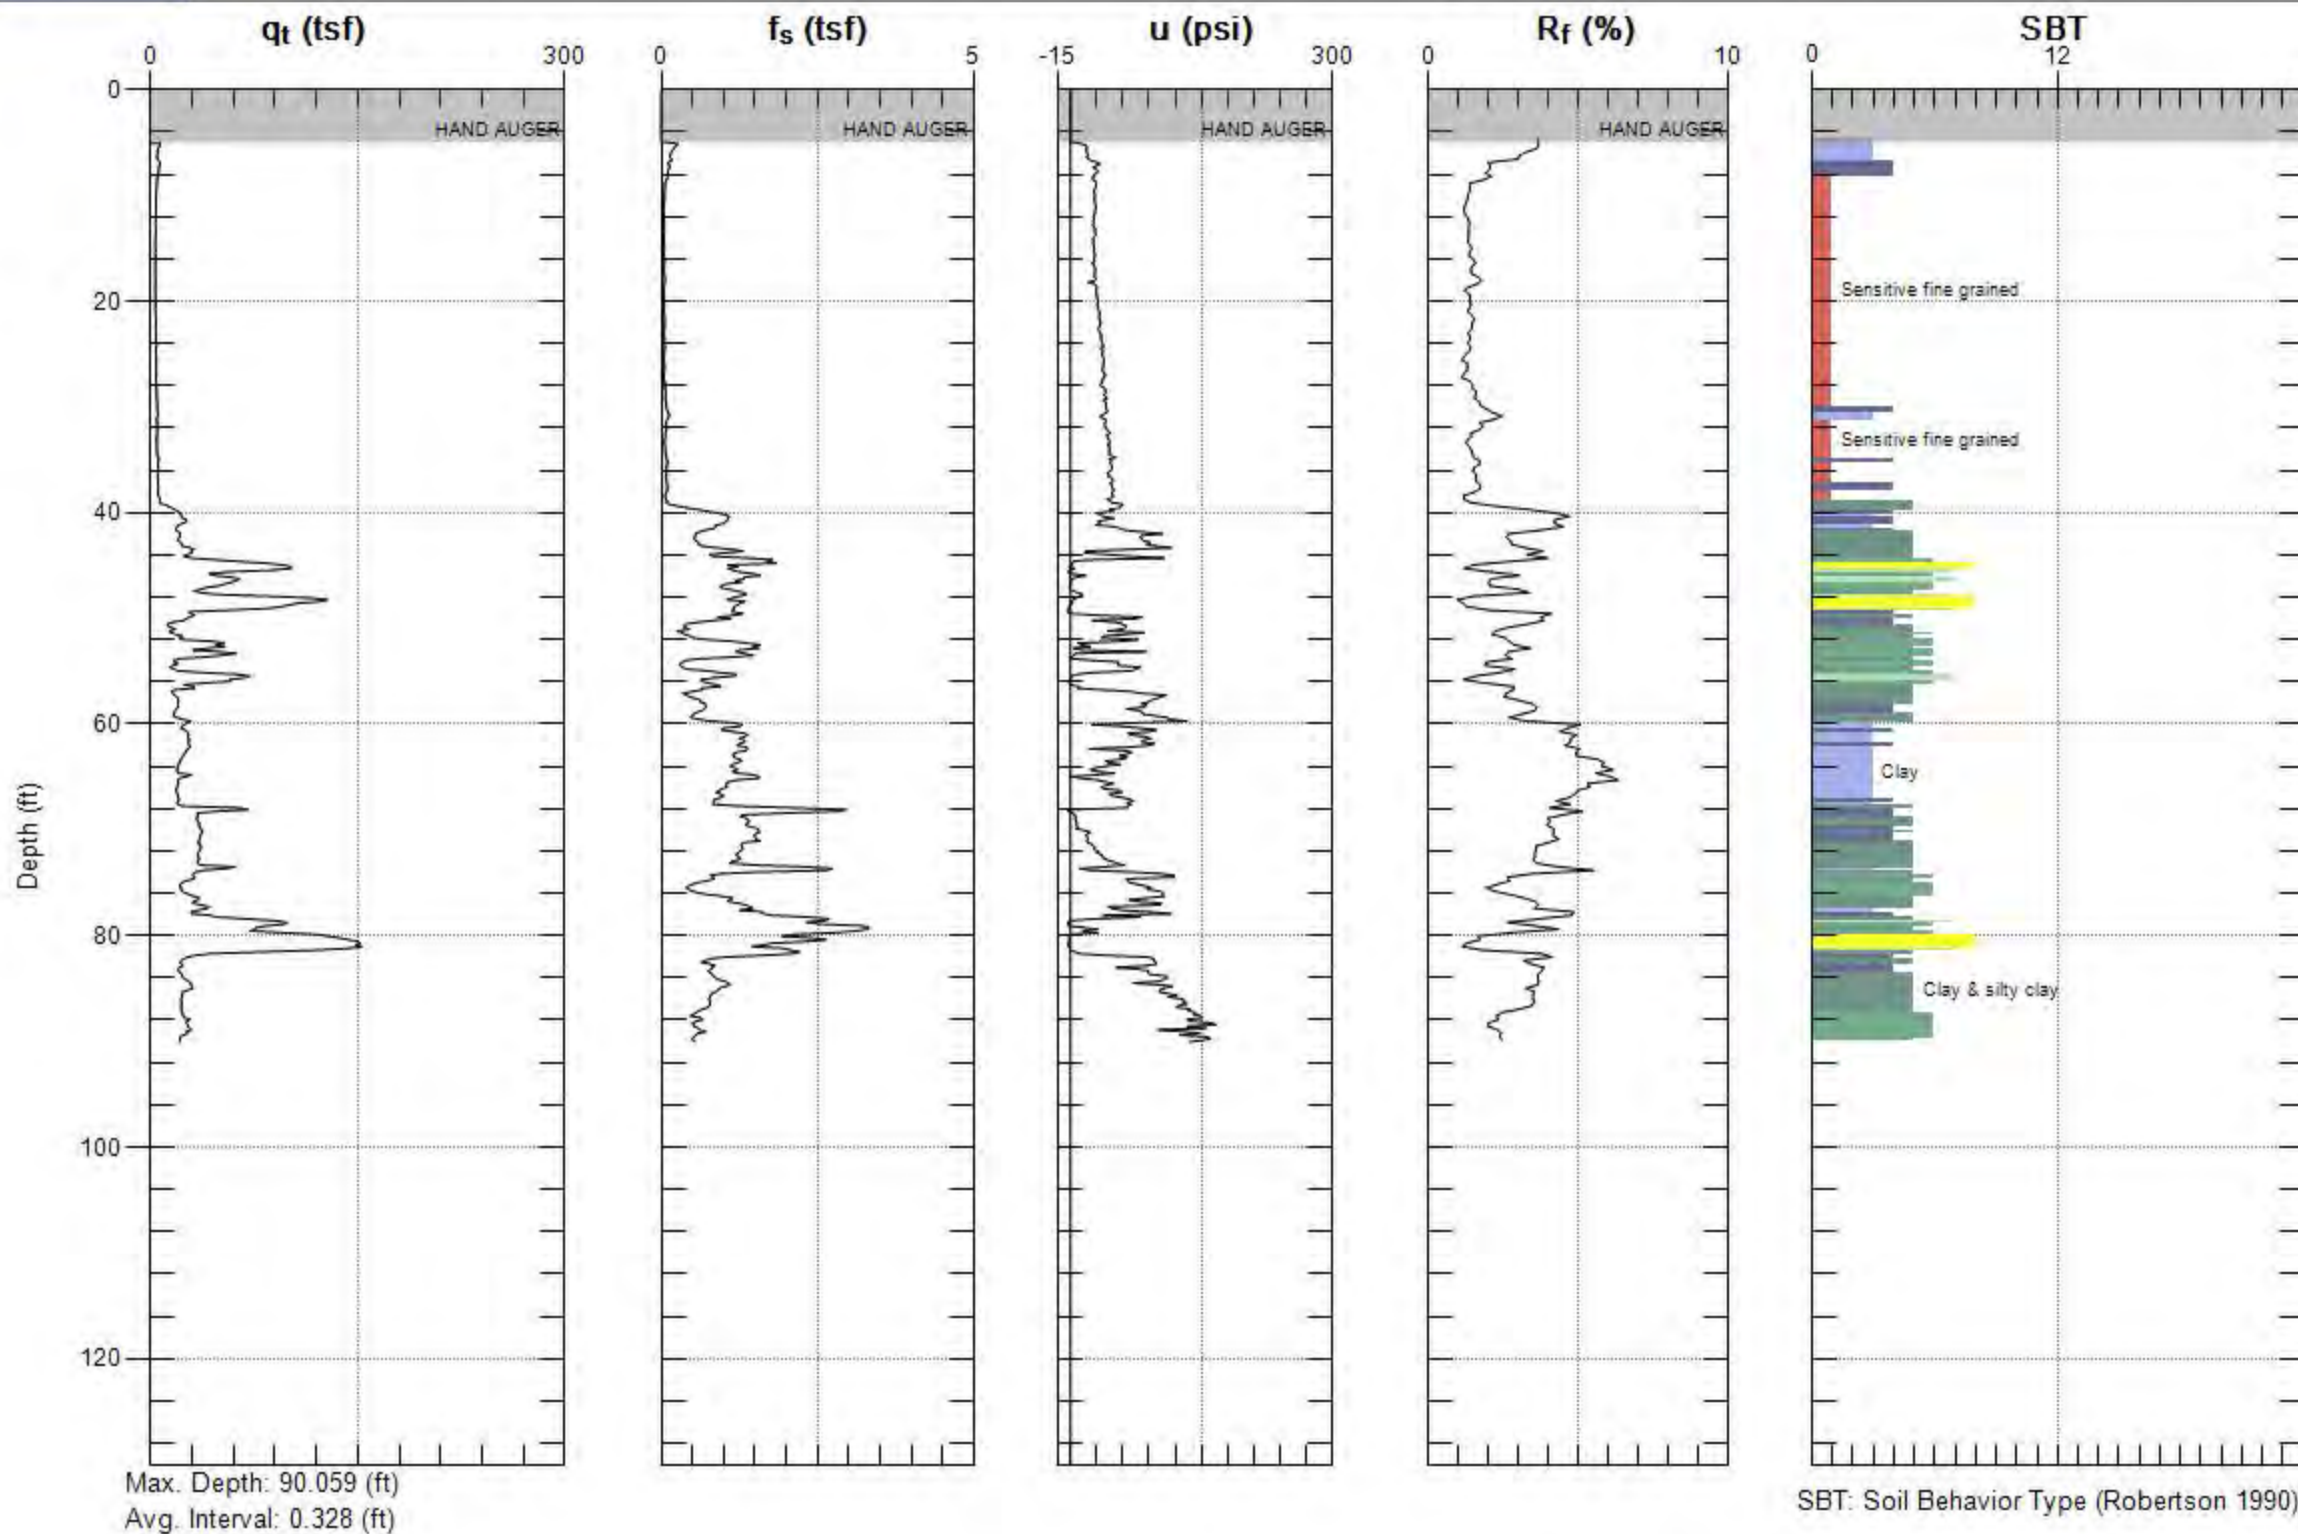 qt (tsf)
fs (tsf)
u (psi)
Rf (%)
SBT
0 300
0 5
-15 300
0 10
0 12
0
HAND AUGER
HAND AUGER
HAND AUGER
HAND AUGER
20
Sensitive fine grained
Sensitive fine grained
40
60
Clay
Depth (ft)
80
Clay & silty clay
100
120
Max. Depth: 90.059 (ft)
Avg. Interval: 0.328 (ft)
SBT: Soil Behavior Type (Robertson 1990)